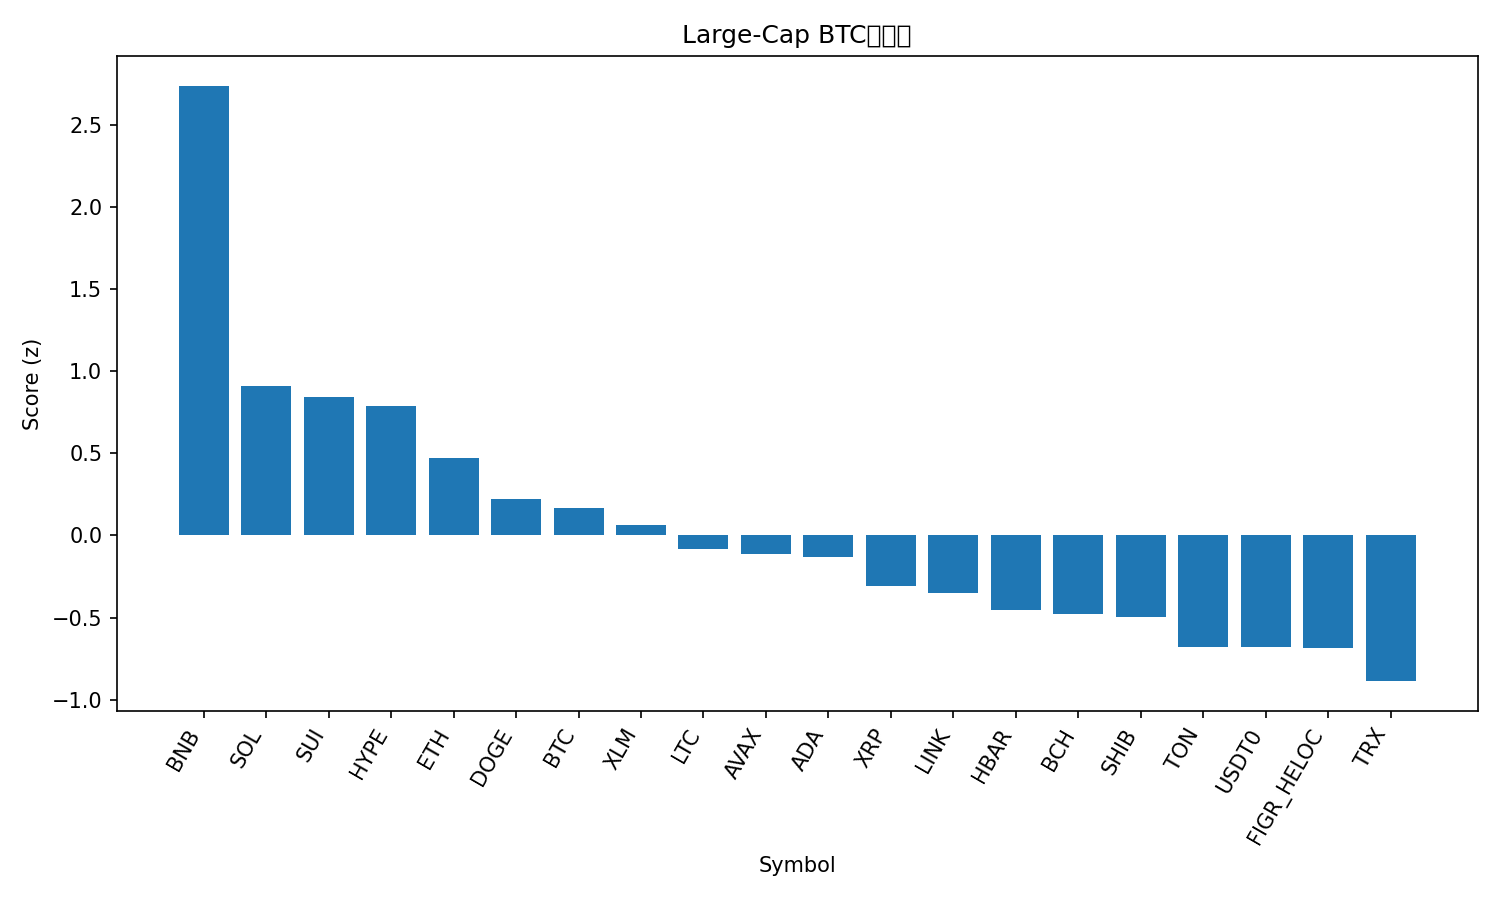 Large-Cap BTC
Score (z)
2.5
2.0
1.5
1.0
0.5
0.0
−0.5
−1.0
BNB
SOL
SUI
HYPE
ETH
DOGE
BTC
XLM
LTC
AVAX
ADA
XRP
LINK
HBAR
BCH
SHIB
TON
USDT0
FIGR_HELOC
TRX
Symbol